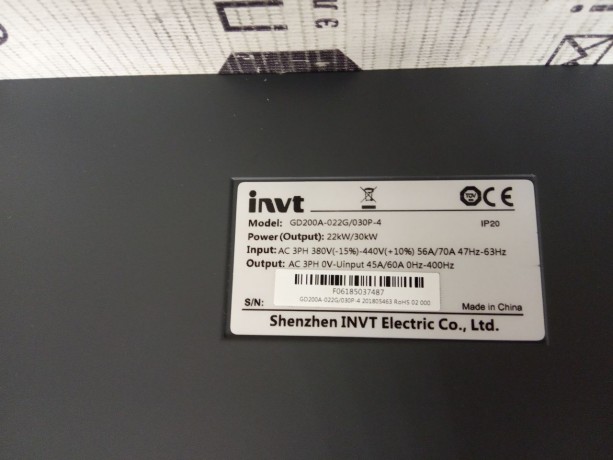 invt
CE
Model: GD200A-022G/030P-4 IP20
Power(Output): 22kW/30kW
Input: AC 3PH 380V(-15%)-440V(+10%) 56A/70A 47Hz-63Hz
Output: AC 3PH 0V-Uinput 45A/60A 0Hz-400Hz
F06185037487
S/N: GD200A-022G/030P-4 201805463 RoHS 02 000
Made in China
Shenzhen INVT Electric Co., Ltd.